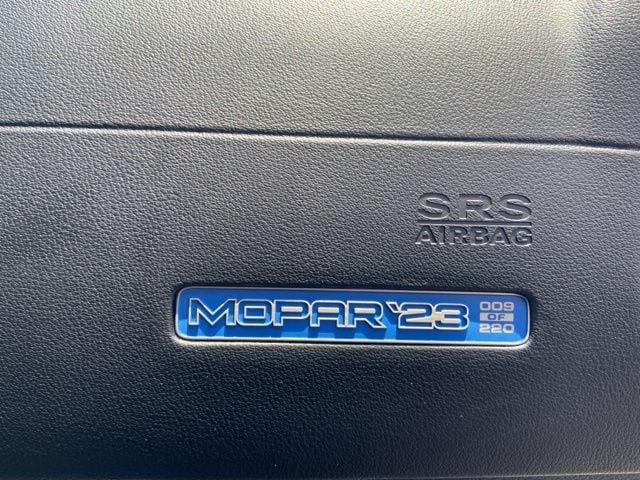 SRS
AIRBAG
MOPAR '23
009
OF
220